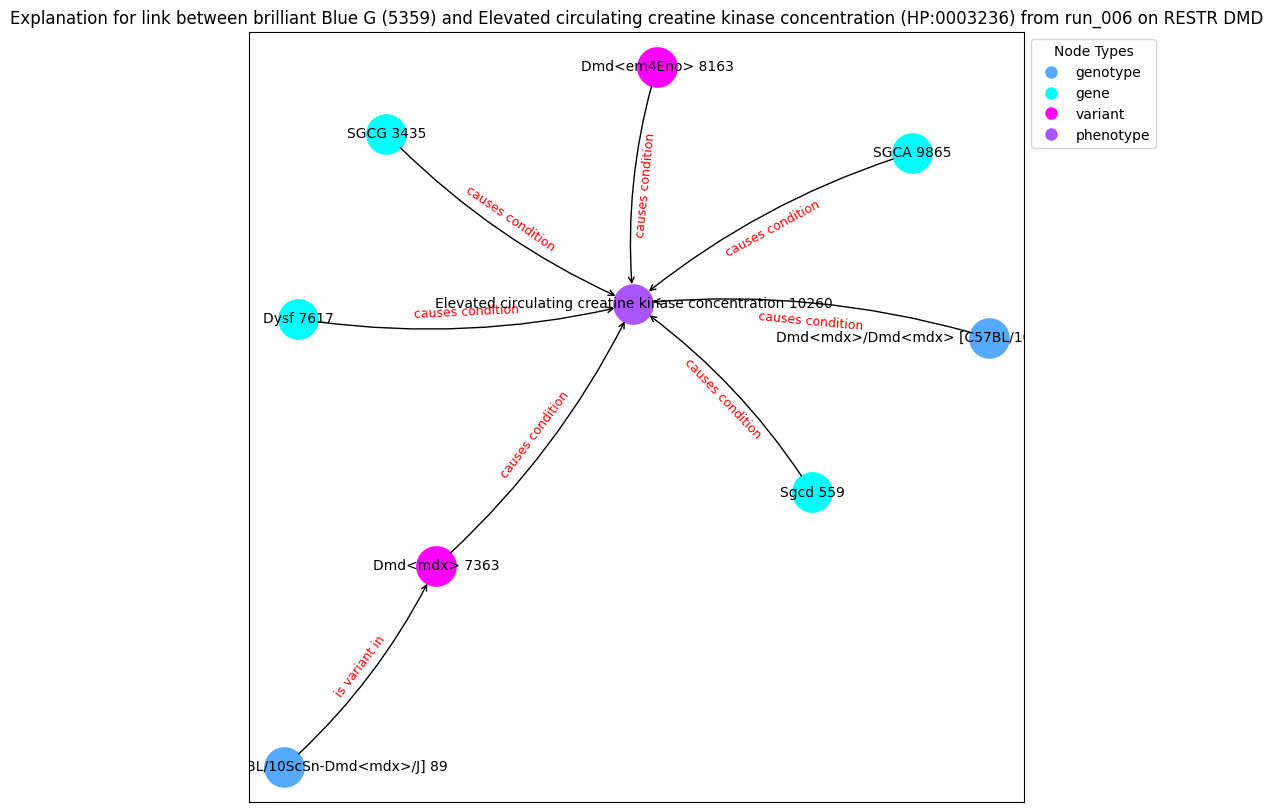 Explanation for link between brilliant Blue G (5359) and Elevated circulating creatine kinase concentration (HP:0003236) from run_006 on RESTR DMD
Node Types
genotype
gene
variant
phenotype
Dmd<em4Eno> 8163
SGCG 3435
SGCA 9865
causes condition
causes condition
causes condition
Elevated circulating creatine kinase concentration 10260
Dysf 7617
causes condition
causes condition
Dmd<mdx>/Dmd<mdx> [C57BL/10
causes condition
causes condition
Sgcd 559
Dmd<mdx> 7363
is variant in
BL/10ScSn-Dmd<mdx>/J] 89